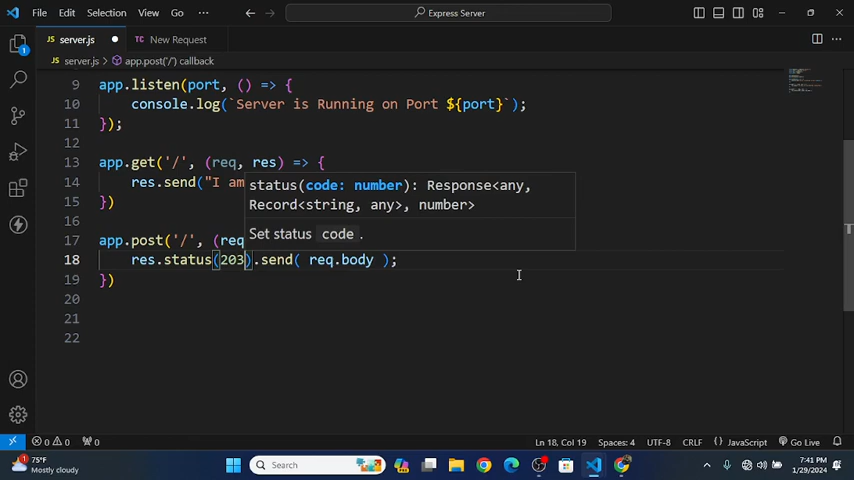 File Edit Selection View Go ··· Express Server
server.js New Request
server.js > app.post('/') callback
9 app.listen(port, () => {
10 console.log(`Server is Running on Port ${port}`);
11 });
12
13 app.get('/', (req, res) => {
14 res.send("I am
15 })
16
17 app.post('/', (req
18 res.status(203).send( req.body );
19 })
20
21
22
status(code: number): Response<any,
Record<string, any>, number>
Set status code.
0 0 0 Ln 18, Col 19 Spaces: 4 UTF-8 CRLF {} JavaScript Go Live
75°F
Mostly cloudy
Search
7:41 PM
1/29/2024